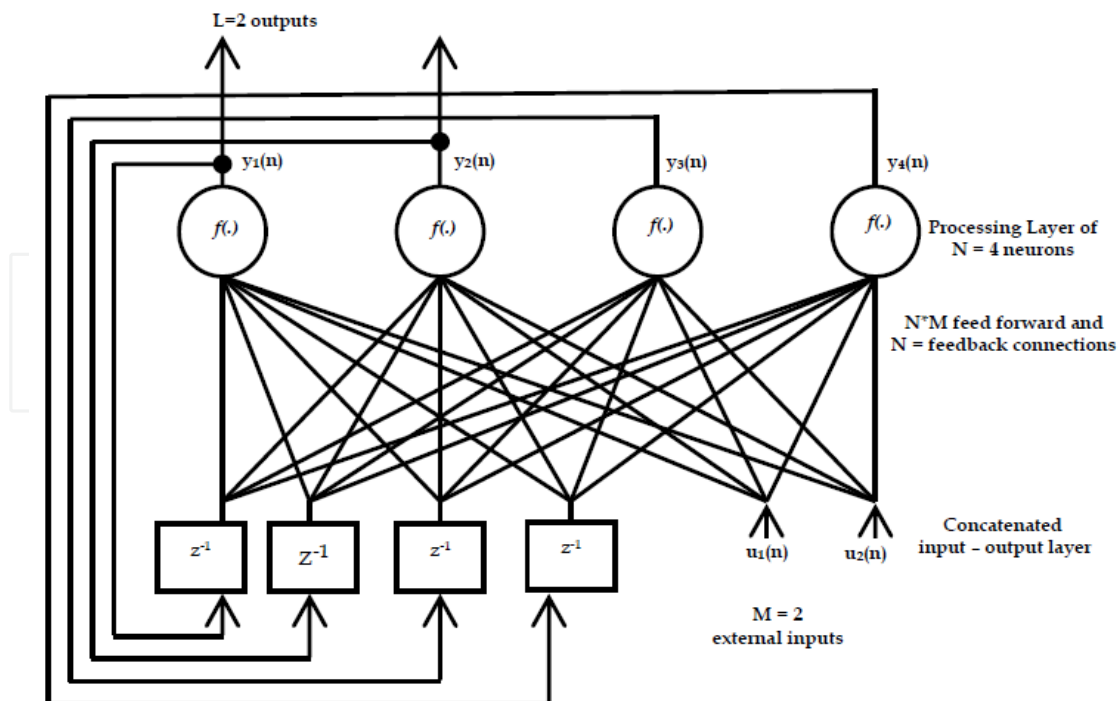 L=2 outputs
y₁(n)
y₂(n)
y₃(n)
y₄(n)
f(.)
f(.)
f(.)
f(.)
Processing Layer of
N = 4 neurons
N*M feed forward and
N = feedback connections
z⁻¹
z⁻¹
z⁻¹
z⁻¹
u₁(n)
u₂(n)
Concatenated
input – output layer
M = 2
external inputs